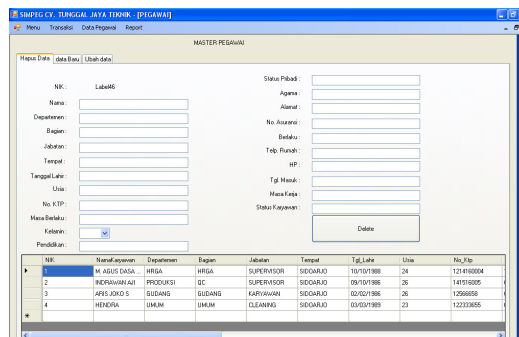 SIMPEG CV. TUNGGAL JAYA TEKNIK - [PEGAWAI]
Menu Transaksi Data Pegawai Report
MASTER PEGAWAI
Hapus Data data Baru Ubah data
NIK : Label46
Nama :
Departemen :
Bagian :
Jabatan :
Tempat :
Tanggal Lahir :
Usia :
No, KTP :
Masa Berlaku :
Kelamin :
Pendidikan :
Status Pribadi :
Agama :
Alamat :
No. Asuransi :
Berlaku :
Telp. Rumah :
HP :
Tgl. Masuk :
Masa Kerja :
Status Karyawan :
Delete
NIK NamaKaryawan Departemen Bagian Jabatan Tempat Tgl_Lahir Usia No_Ktp
1 M. AGUS DASA ... HRGA HRGA SUPERVISOR SIDOARJO 10/10/1988 24 1214160004
2 INDRAWAN AJI PRODUKSI QC SUPERVISOR SIDOARJO 09/10/1986 26 141516005
3 ARIS JOKO S GUDANG GUDANG KARYAWAN SIDOARJO 02/02/1986 26 12566658
4 HENDRA UMUM UMUM CLEANING SIDOARJO 03/03/1989 23 122333655